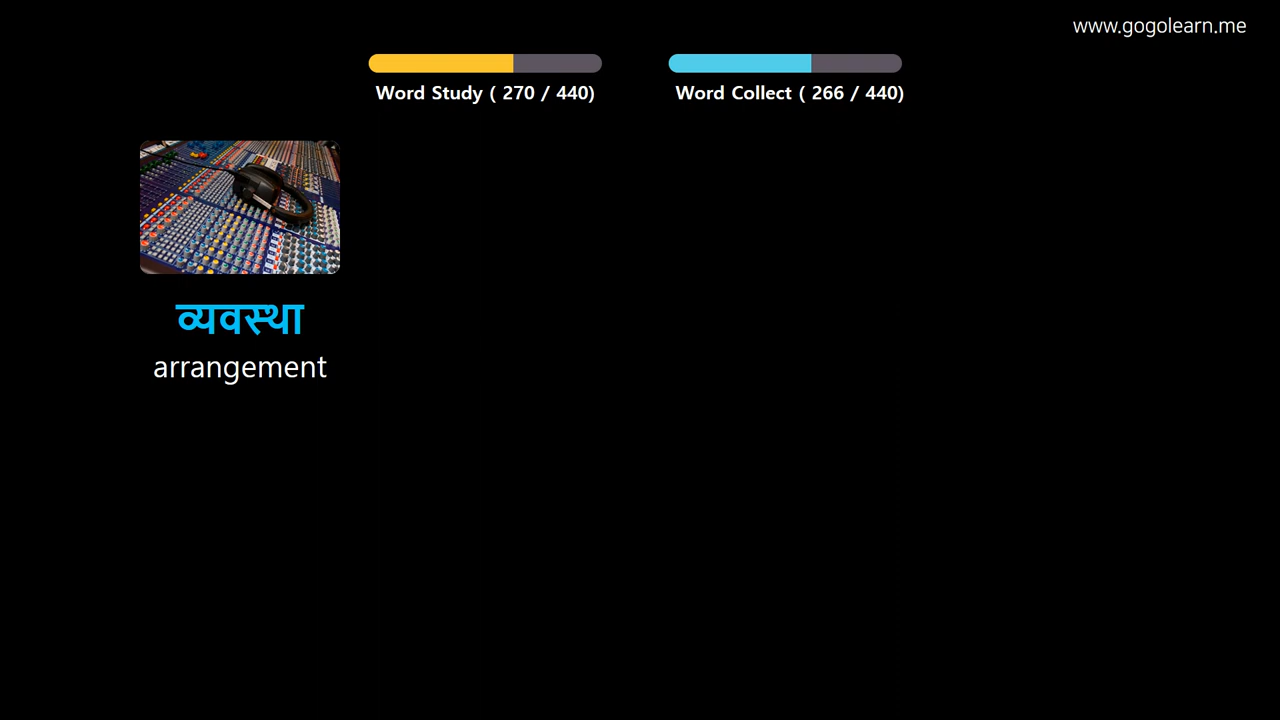 www.gogolearn.me
Word Study ( 270 / 440)
Word Collect ( 266 / 440)
व्यवस्था
arrangement